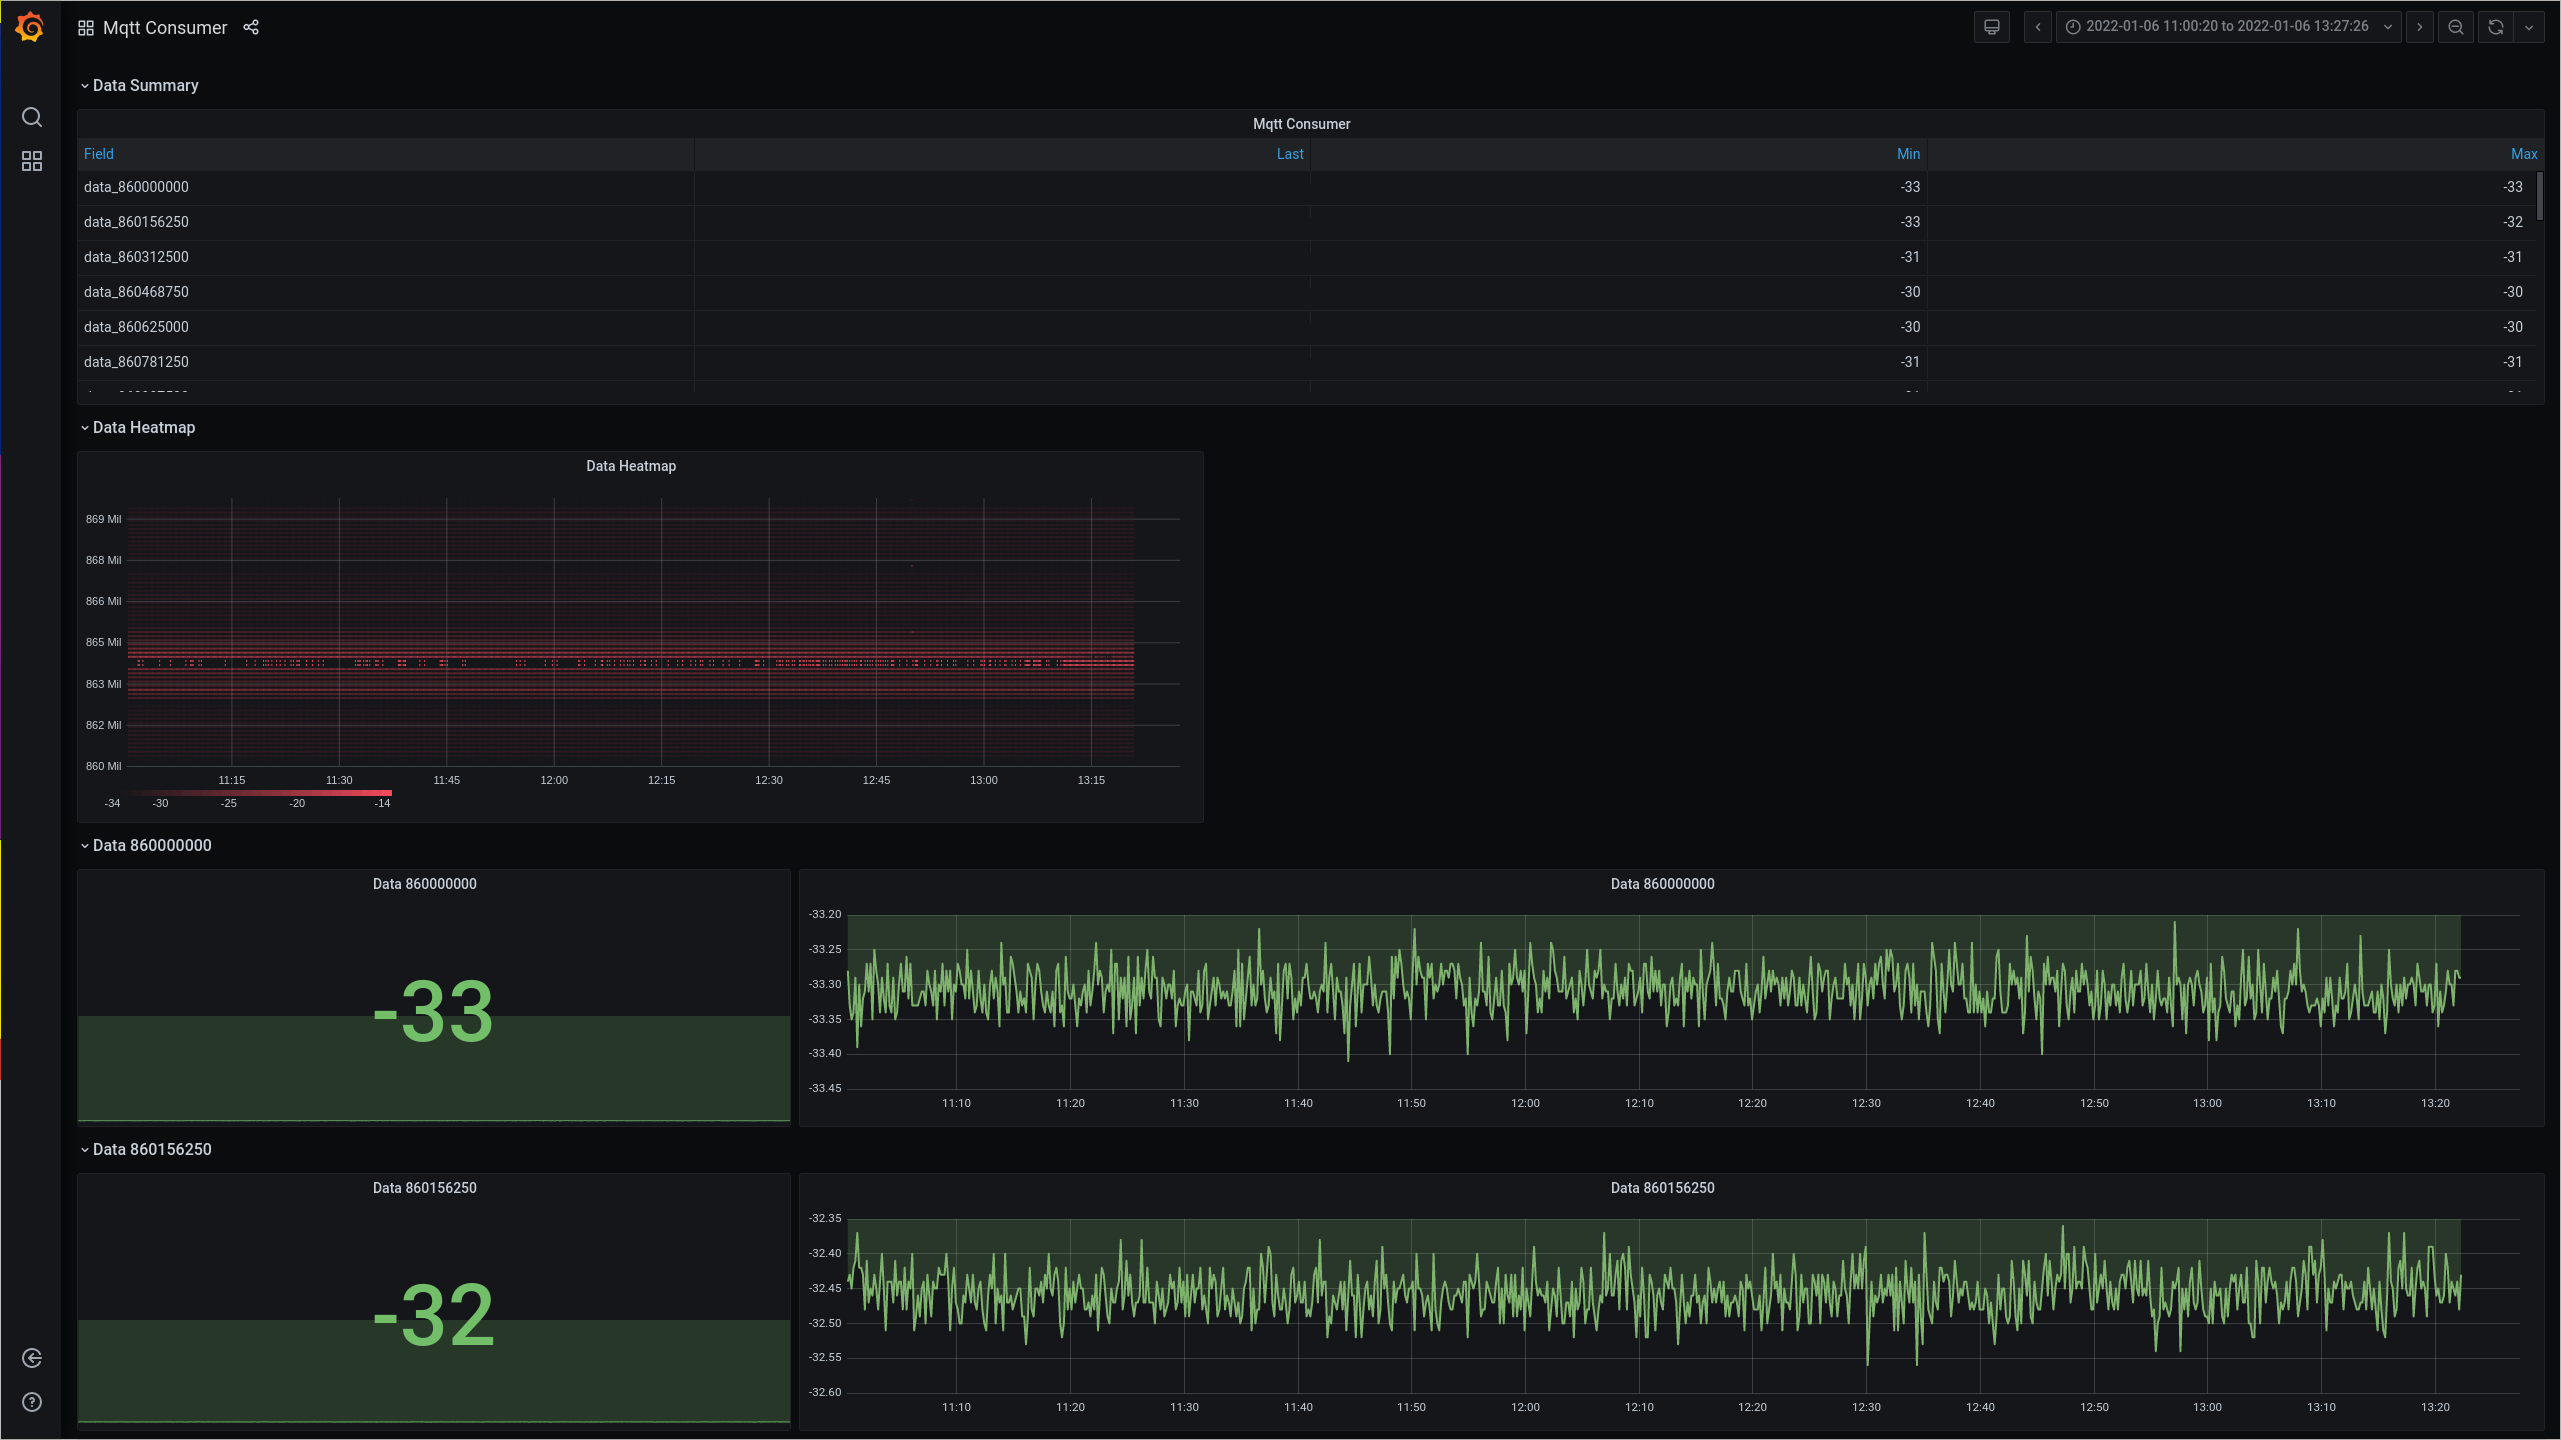 Mqtt Consumer
2022-01-06 11:00:20 to 2022-01-06 13:27:26
Data Summary
Mqtt Consumer
Field Last Min Max
data_860000000 -33 -33
data_860156250 -33 -32
data_860312500 -31 -31
data_860468750 -30 -30
data_860625000 -30 -30
data_860781250 -31 -31
Data Heatmap
Data Heatmap
869 Mil
868 Mil
866 Mil
865 Mil
863 Mil
862 Mil
860 Mil
11:15 11:30 11:45 12:00 12:15 12:30 12:45 13:00 13:15
-34 -30 -25 -20 -14
Data 860000000
Data 860000000
-33
Data 860000000
-33.20
-33.25
-33.30
-33.35
-33.40
-33.45
11:10 11:20 11:30 11:40 11:50 12:00 12:10 12:20 12:30 12:40 12:50 13:00 13:10 13:20
Data 860156250
Data 860156250
-32
Data 860156250
-32.35
-32.40
-32.45
-32.50
-32.55
-32.60
11:10 11:20 11:30 11:40 11:50 12:00 12:10 12:20 12:30 12:40 12:50 13:00 13:10 13:20